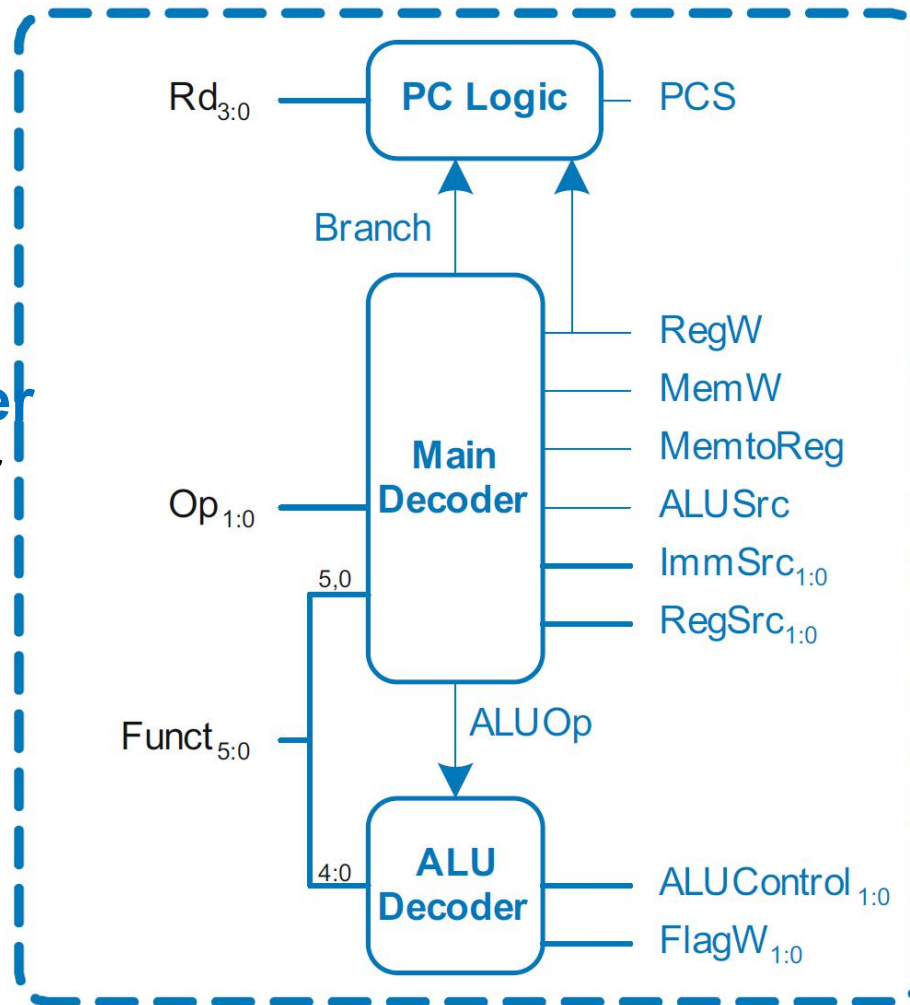 Rd3:0
PC Logic
PCS
Branch
RegW
MemW
er
MemtoReg
Main
Decoder
Op1:0
ALUSrc
5,0
ImmSrc1:0
RegSrc1:0
Funct5:0
ALUOp
4:0
ALU
Decoder
ALUControl1:0
FlagW1:0